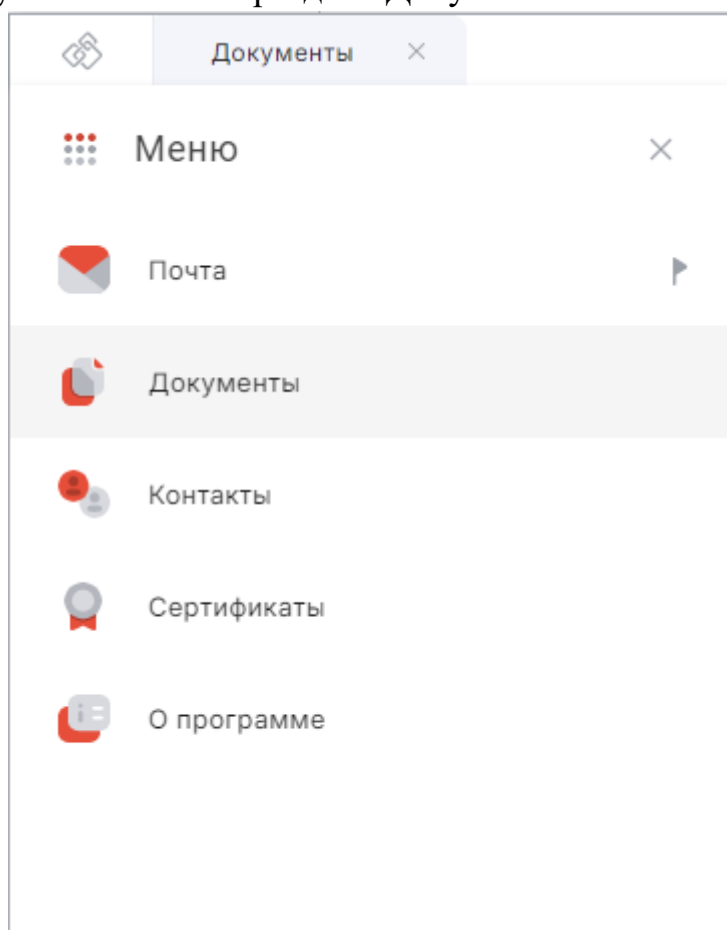 Документы
Меню
Почта
Документы
Контакты
Сертификаты
О программе